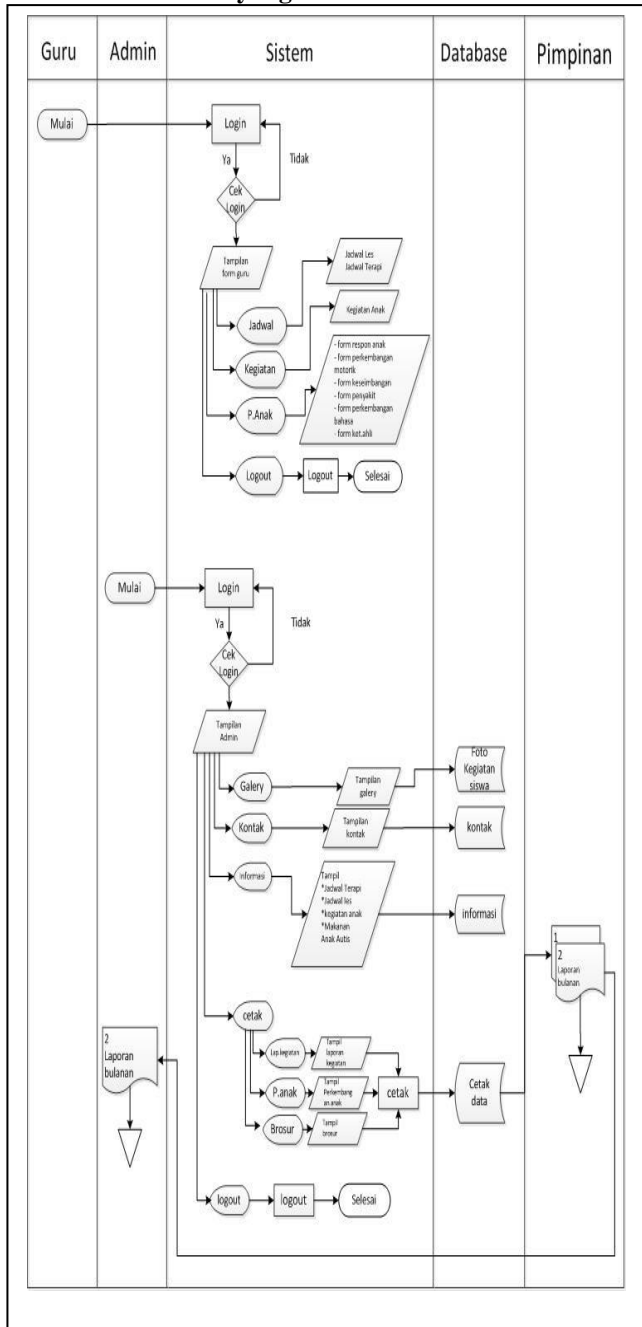 Guru
Admin
Sistem
Database
Pimpinan
Mulai
Login
Ya
Tidak
Cek
Login
Tampilan
form guru
Jadwal Les
Jadwal Terapi
Jadwal
Kegiatan Anak
Kegiatan
- form respon anak
- form perkembangan
motorik
- form keseimbangan
- form penyakit
- form perkembangan
bahasa
- form ket.ahli
P.Anak
Logout
Logout
Selesai
Mulai
Login
Ya
Tidak
Cek
Login
Tampilan
Admin
Galery
Tampilan
galery
Foto
Kegiatan
siswa
Kontak
Tampilan
kontak
kontak
Informasi
Tampil
*Jadwal Terapi
*Jadwal les
*kegiatan anak
*Makanan
Anak Autis
informasi
1
2
Laporan
bulanan
cetak
2
Laporan
bulanan
Lap.kegiatan
Tampil
laporan
kegiatan
P.anak
Tampil
Perkembang
an anak
cetak
Cetak
data
Brosur
Tampil
brosur
logout
logout
Selesai